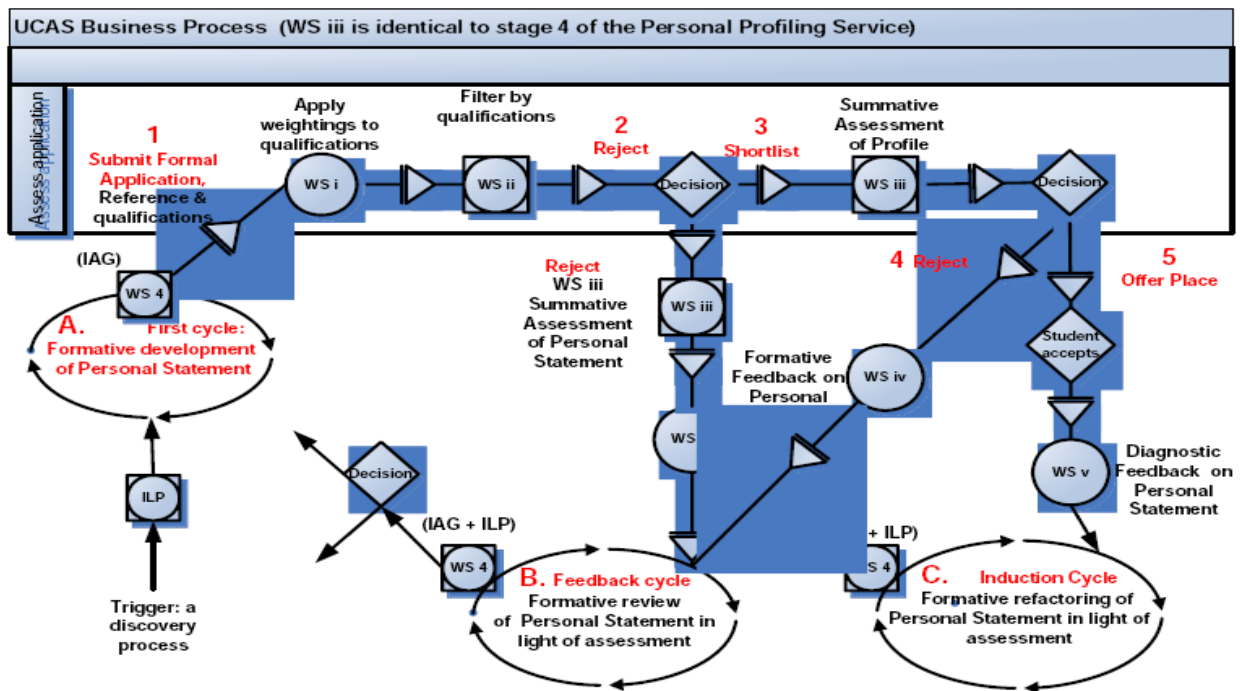 UCAS Business Process (WS iii is identical to stage 4 of the Personal Profiling Service)
Assess application
Assess application
1
Submit Formal
Application,
Reference &
qualifications
Apply
weightings to
qualifications
WS i
Filter by
qualifications
WS ii
2
Reject
Decision
3
Shortlist
Summative
Assessment
of Profile
WS iii
Decision
(IAG)
WS 4
A. First cycle:
Formative development
of Personal Statement
ILP
Trigger: a
discovery
process
Reject
WS iii
Summative
Assessment
of Personal
Statement
WS iii
WS
4 Reject
Formative
Feedback on
Personal
WS iv
5
Offer Place
Student
accepts
WS v
Diagnostic
Feedback on
Personal
Statement
Decision
(IAG + ILP)
WS 4
B. Feedback cycle
Formative review
of Personal Statement in
light of assessment
+ ILP)
S 4
C. Induction Cycle
Formative refactoring of
Personal Statement in light of
assessment